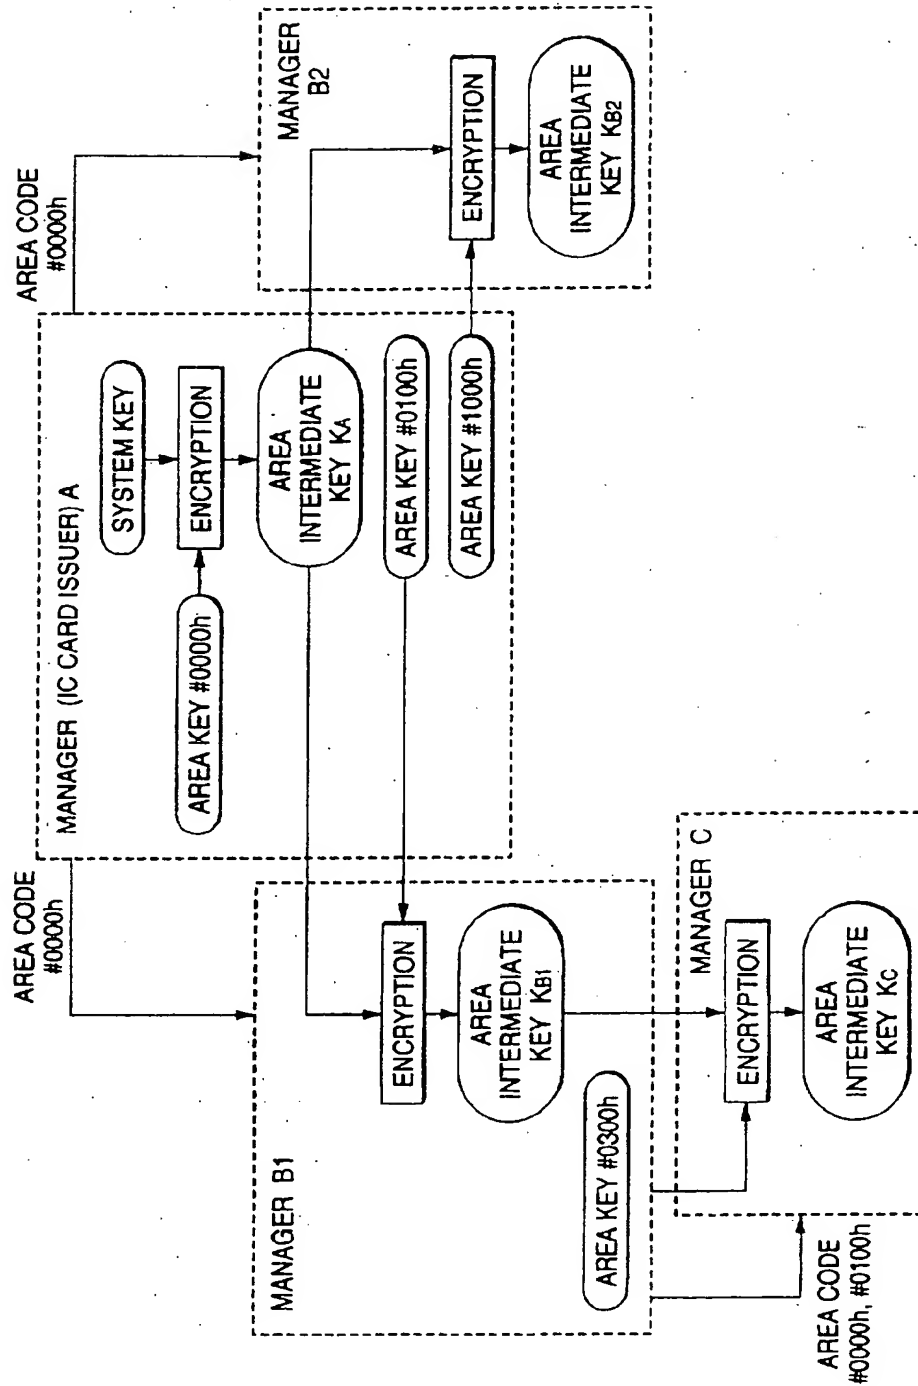 AREA CODE
#0000h
AREA CODE
#0000h
MANAGER (IC CARD ISSUER) A
SYSTEM KEY
AREA KEY #0000h
ENCRYPTION
AREA
INTERMEDIATE
KEY KA
AREA KEY #0100h
AREA KEY #1000h
MANAGER B1
ENCRYPTION
AREA
INTERMEDIATE
KEY KB1
AREA KEY #0300h
MANAGER
B2
ENCRYPTION
AREA
INTERMEDIATE
KEY KB2
AREA CODE
#0000h, #0100h
MANAGER C
ENCRYPTION
AREA
INTERMEDIATE
KEY KC